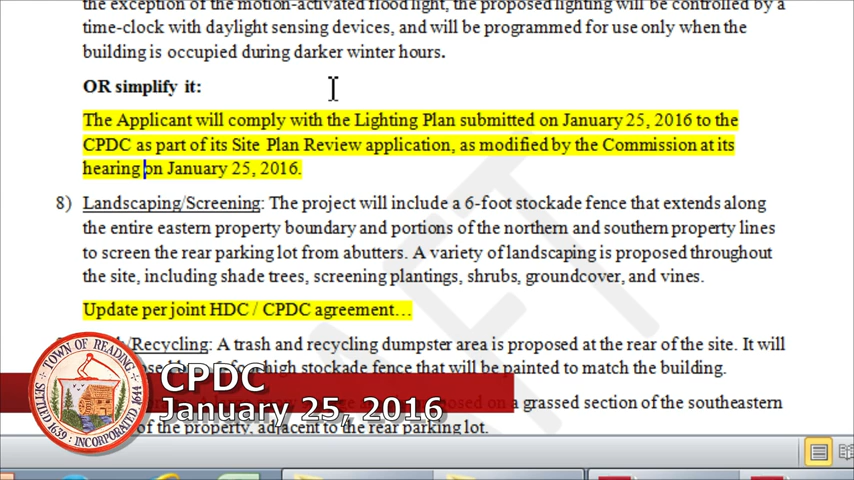 the exception of the motion-activated flood light, the proposed lighting will be controlled by a
time-clock with daylight sensing devices, and will be programmed for use only when the
building is occupied during darker winter hours.
OR simplify it:
The Applicant will comply with the Lighting Plan submitted on January 25, 2016 to the
CPDC as part of its Site Plan Review application, as modified by the Commission at its
hearing on January 25, 2016.
8) Landscaping/Screening: The project will include a 6-foot stockade fence that extends along
the entire eastern property boundary and portions of the northern and southern property lines
to screen the rear parking lot from abutters. A variety of landscaping is proposed throughout
the site, including shade trees, screening plantings, shrubs, groundcover, and vines.
Update per joint HDC / CPDC agreement…
/Recycling: A trash and recycling dumpster area is proposed at the rear of the site. It will
high stockade fence that will be painted to match the building.
on a grassed section of the southeastern
of the property, adjacent to the rear parking lot.
DRAFT
TOWN OF READING
SETTLED 1639
INCORPORATED 1644
CPDC
January 25, 2016